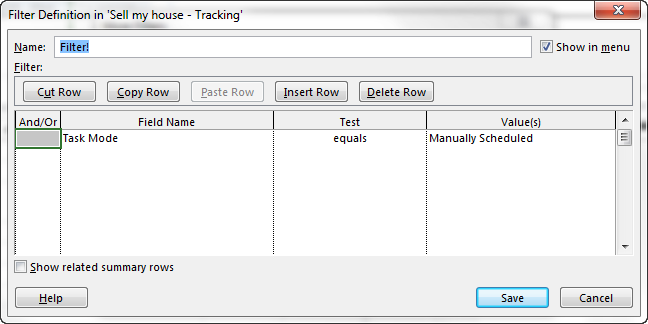 Filter Definition in 'Sell my house - Tracking'
Name: Filter! Show in menu
Filter:
Cut Row Copy Row Paste Row Insert Row Delete Row
And/Or Field Name Test Value(s)
Task Mode equals Manually Scheduled
Show related summary rows
Help Save Cancel